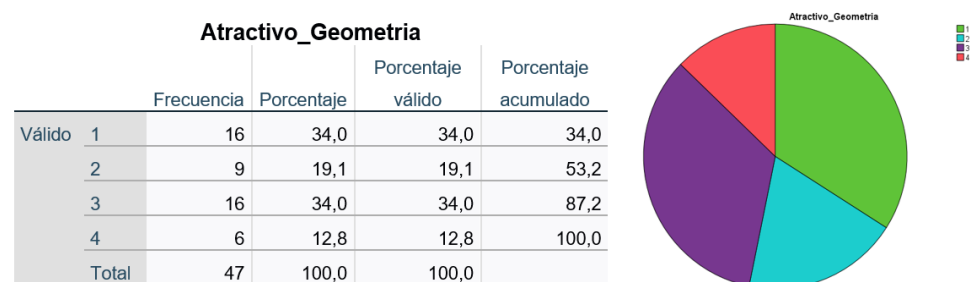 Atractivo_Geometria
Porcentaje Porcentaje
Frecuencia Porcentaje válido acumulado
Válido 1 16 34,0 34,0 34,0
2 9 19,1 19,1 53,2
3 16 34,0 34,0 87,2
4 6 12,8 12,8 100,0
Total 47 100,0 100,0
Atractivo_Geometria
1
2
3
4